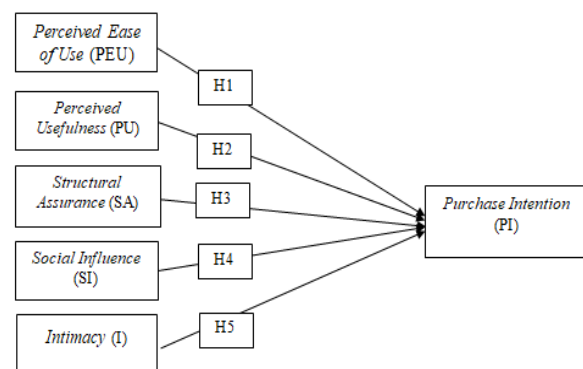 Perceived Ease
of Use (PEU)
H1
Perceived
Usefulness (PU)
H2
Structural
Assurance (SA)
H3
Purchase Intention
(PI)
Social Influence
(SI)
H4
Intimacy (I)
H5